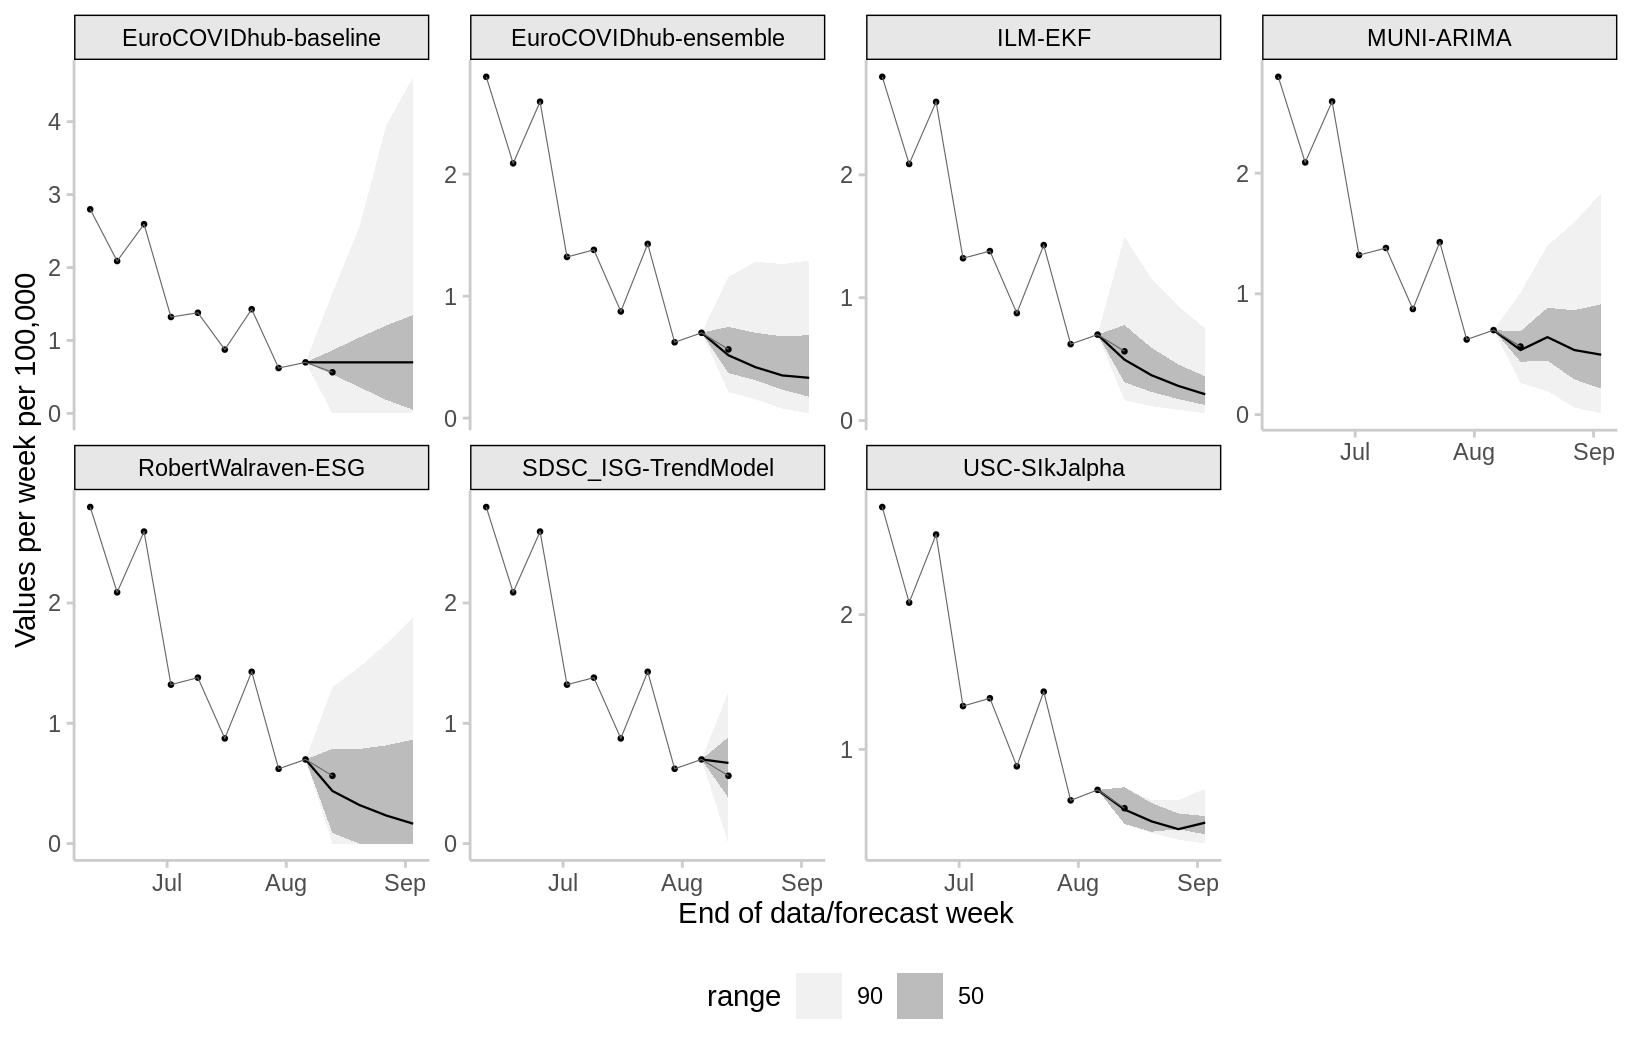 EuroCOVIDhub-baseline
EuroCOVIDhub-ensemble
ILM-EKF
MUNI-ARIMA
4
3
2
1
0
2
1
0
2
1
0
2
1
0
Jul Aug Sep
RobertWalraven-ESG
SDSC_ISG-TrendModel
USC-SIkJalpha
2
1
0
2
1
0
2
1
Jul Aug Sep
Jul Aug Sep
Jul Aug Sep
Values per week per 100,000
End of data/forecast week
range 90 50